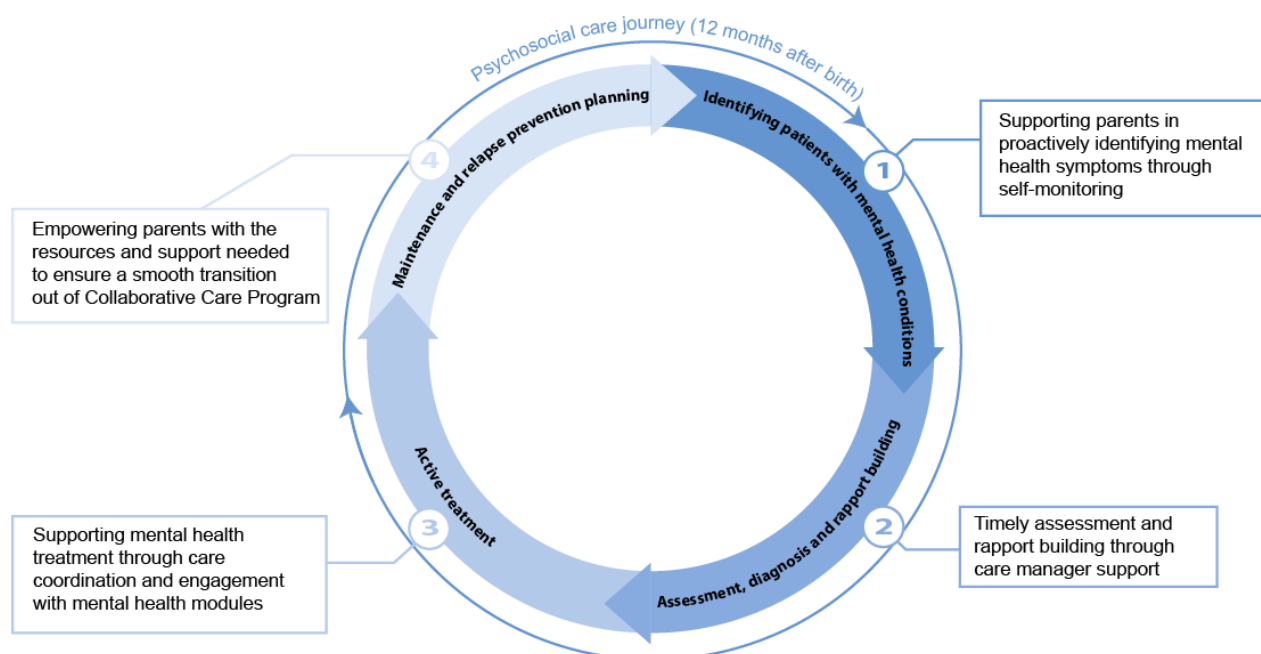 Psychosocial care journey (12 months after birth)
Identifying patients with mental health conditions
1
Supporting parents in
proactively identifying mental
health symptoms through
self-monitoring
Assessment, diagnosis and rapport building
2
Timely assessment and
rapport building through
care manager support
Active treatment
3
Supporting mental health
treatment through care
coordination and engagement
with mental health modules
Maintenance and relapse prevention planning
4
Empowering parents with the
resources and support needed
to ensure a smooth transition
out of Collaborative Care Program